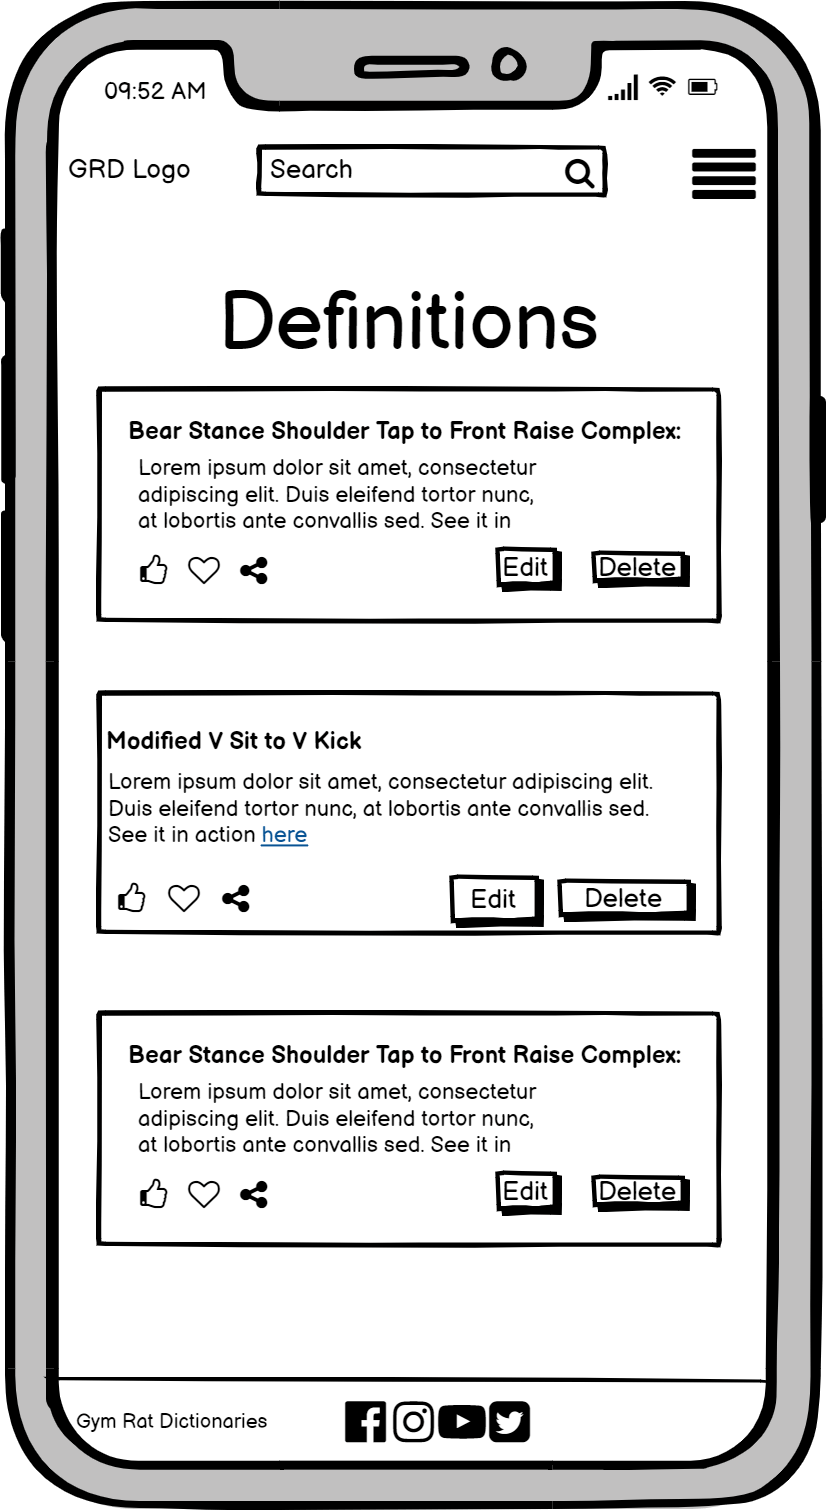 09:52 AM
GRD Logo
Search
Definitions
Bear Stance Shoulder Tap to Front Raise Complex:
Lorem ipsum dolor sit amet, consectetur
adipiscing elit. Duis eleifend tortor nunc,
at lobortis ante convallis sed. See it in
Edit Delete
Modified V Sit to V Kick
Lorem ipsum dolor sit amet, consectetur adipiscing elit.
Duis eleifend tortor nunc, at lobortis ante convallis sed.
See it in action here
Edit Delete
Bear Stance Shoulder Tap to Front Raise Complex:
Lorem ipsum dolor sit amet, consectetur
adipiscing elit. Duis eleifend tortor nunc,
at lobortis ante convallis sed. See it in
Edit Delete
Gym Rat Dictionaries